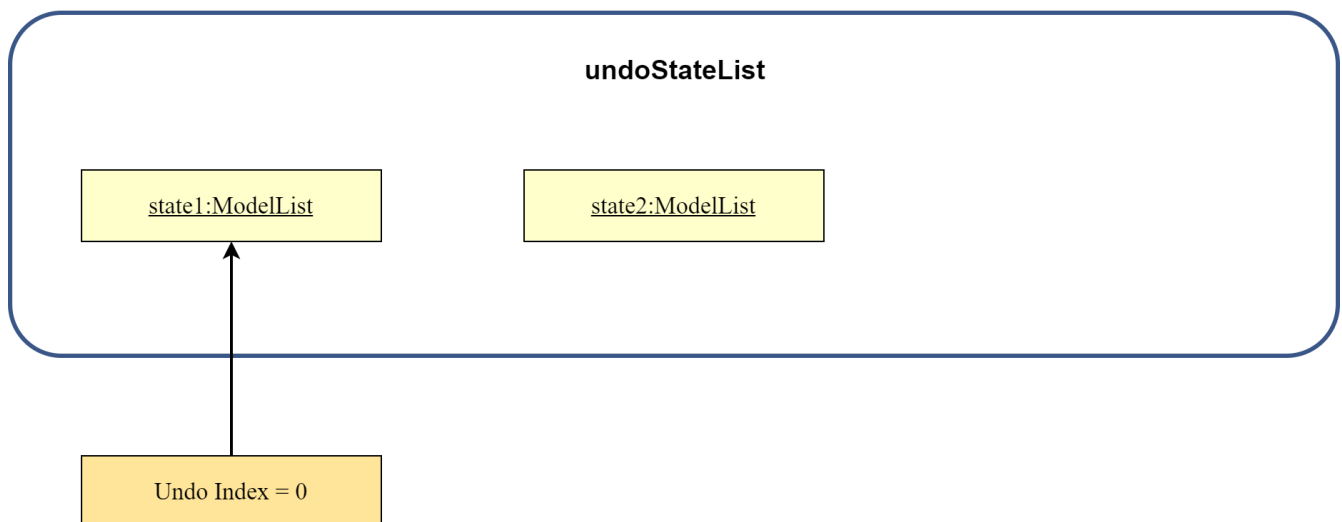 undoStateList
state1:ModelList
state2:ModelList
Undo Index = 0